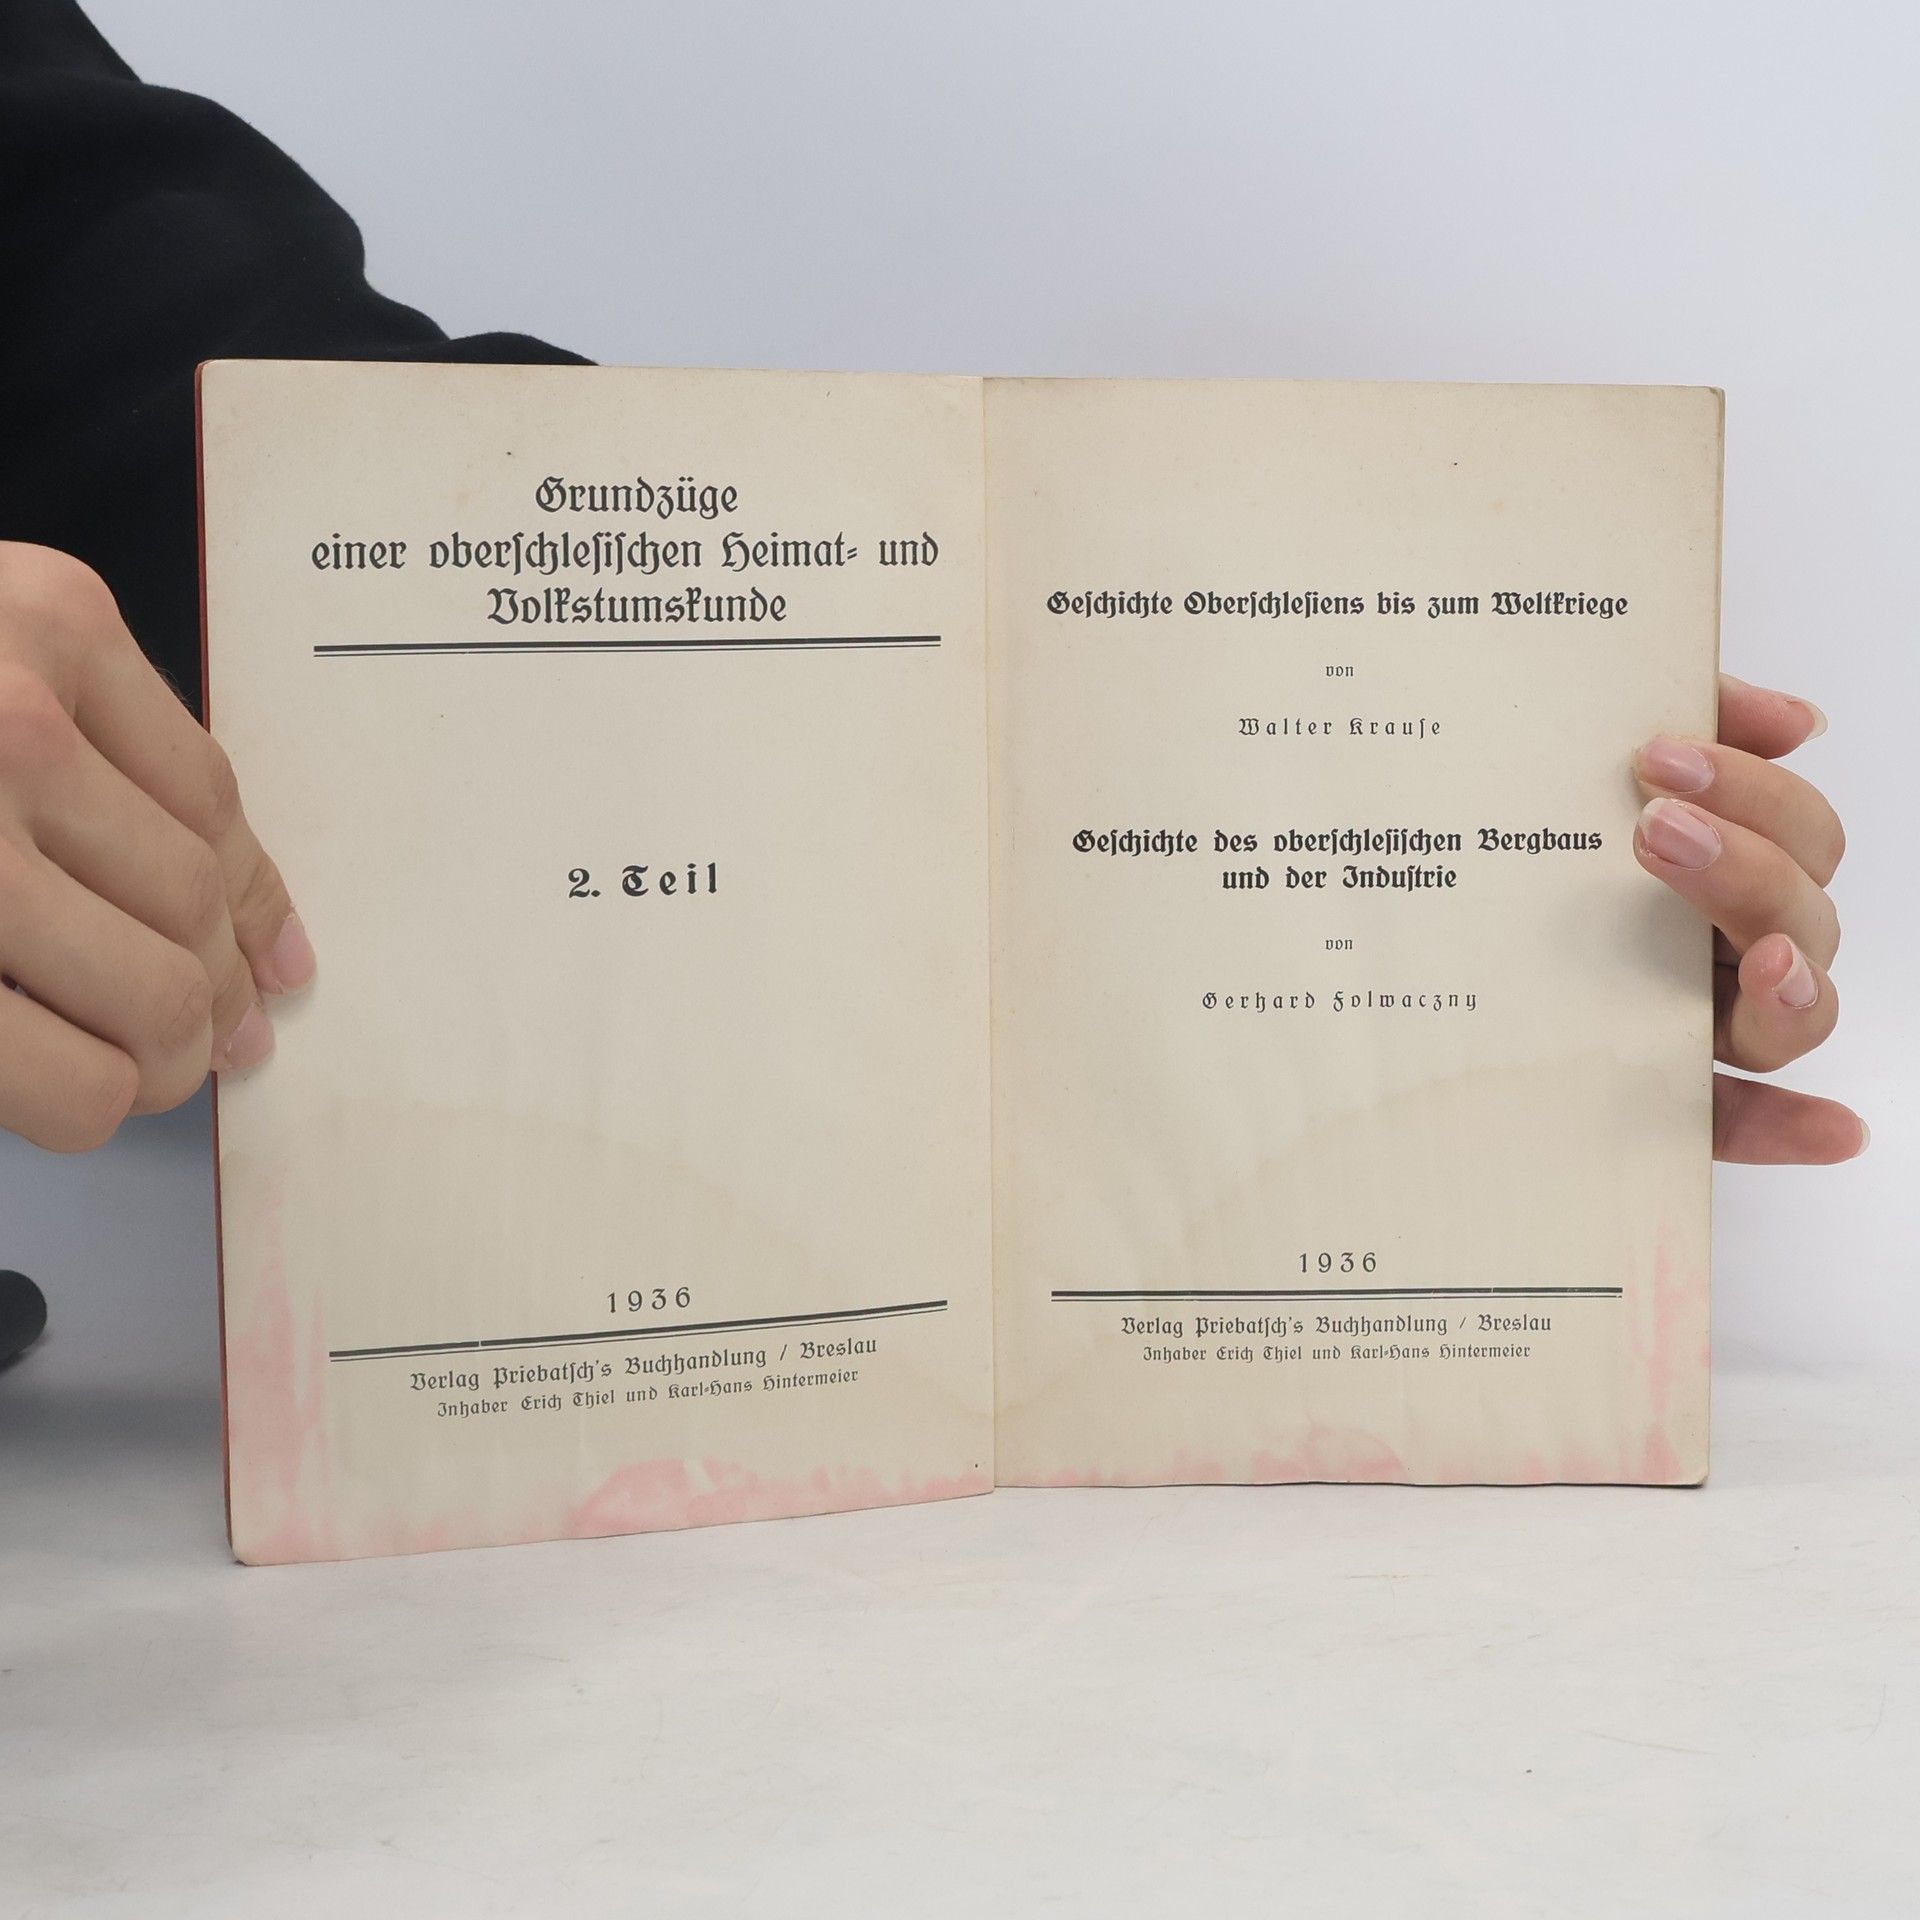 Grundzüge
einer oberſchleſiſchen Heimat- und
Volkstumskunde
2. Teil
1936
Verlag Priebatſch's Buchhandlung / Breslau
Inhaber Erich Thiel und Karl-Hans Hintermeier
Geſchichte Oberſchleſiens bis zum Weltkriege
von
Walter Krauſe
Geſchichte des oberſchleſiſchen Bergbaus
und der Induſtrie
von
Gerhard Folwaczny
1936
Verlag Priebatſch's Buchhandlung / Breslau
Inhaber Erich Thiel und Karl-Hans Hintermeier